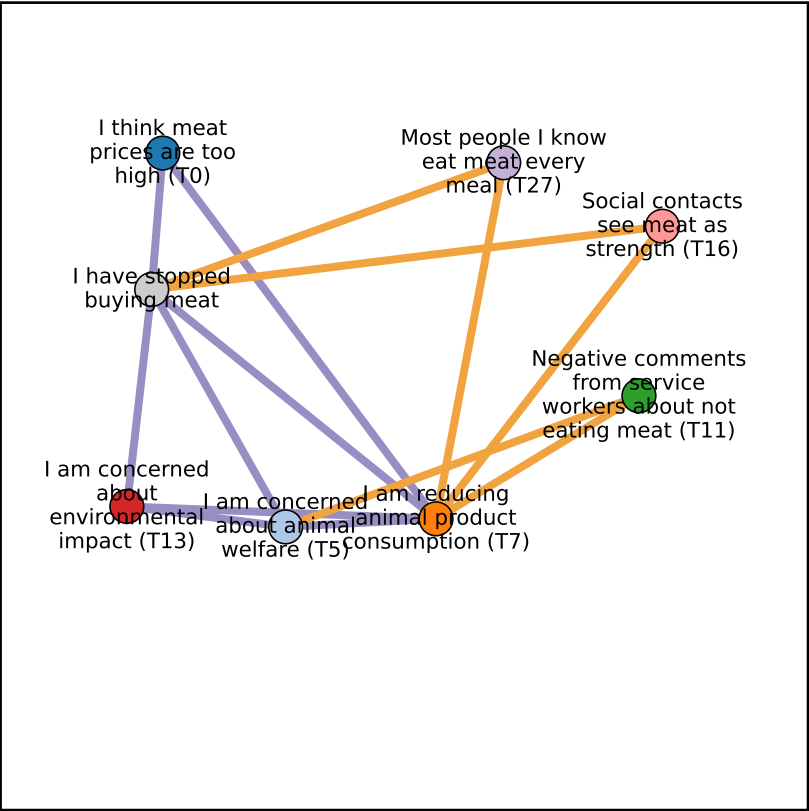 I think meat
prices are too
high (T0)
Most people I know
eat meat every
meal (T27)
Social contacts
see meat as
strength (T16)
I have stopped
buying meat
Negative comments
from service
workers about not
eating meat (T11)
I am concerned
about
environmental
impact (T13)
I am concerned
about animal
welfare (T5)
I am reducing
animal product
consumption (T7)